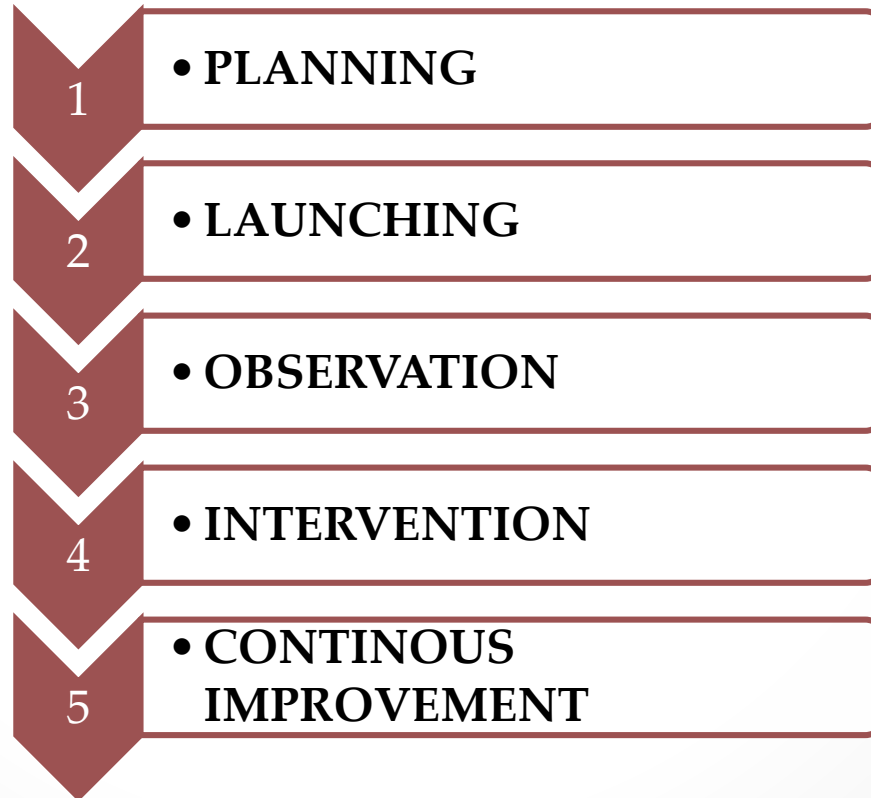 1
• PLANNING
2
• LAUNCHING
3
• OBSERVATION
4
• INTERVENTION
5
• CONTINOUS
IMPROVEMENT